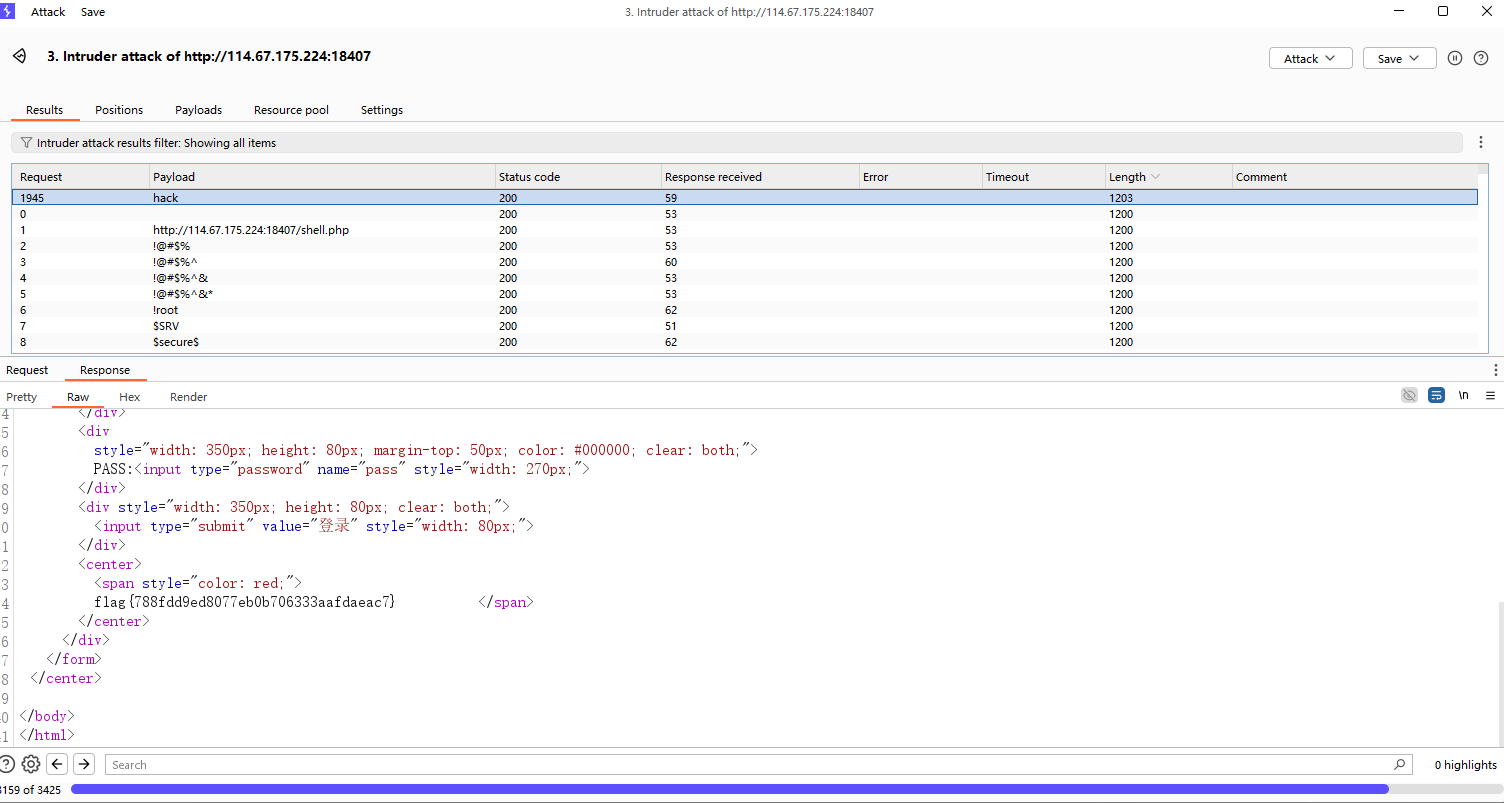 Attack Save 3. Intruder attack of http://114.67.175.224:18407
3. Intruder attack of http://114.67.175.224:18407 Attack Save
Results Positions Payloads Resource pool Settings
Intruder attack results filter: Showing all items
Request Payload Status code Response received Error Timeout Length Comment
1945 hack 200 59 1203
0 200 53 1200
1 http://114.67.175.224:18407/shell.php 200 53 1200
2 !@#$% 200 53 1200
3 !@#$%^ 200 60 1200
4 !@#$%^& 200 53 1200
5 !@#$%^&* 200 53 1200
6 !root 200 62 1200
7 $SRV 200 51 1200
8 $secure$ 200 62 1200
Request Response
Pretty Raw Hex Render \n
4 </div>
5 <div
6 style="width: 350px; height: 80px; margin-top: 50px; color: #000000; clear: both;">
7 PASS:<input type="password" name="pass" style="width: 270px;">
8 </div>
9 <div style="width: 350px; height: 80px; clear: both;">
0 <input type="submit" value="登录" style="width: 80px;">
1 </div>
2 <center>
3 <span style="color: red;">
4 flag{788fdd9ed8077eb0b706333aafdaeac7} </span>
5 </center>
6 </div>
7 </form>
8 </center>
9
0 </body>
1 </html>
Search 0 highlights
3159 of 3425